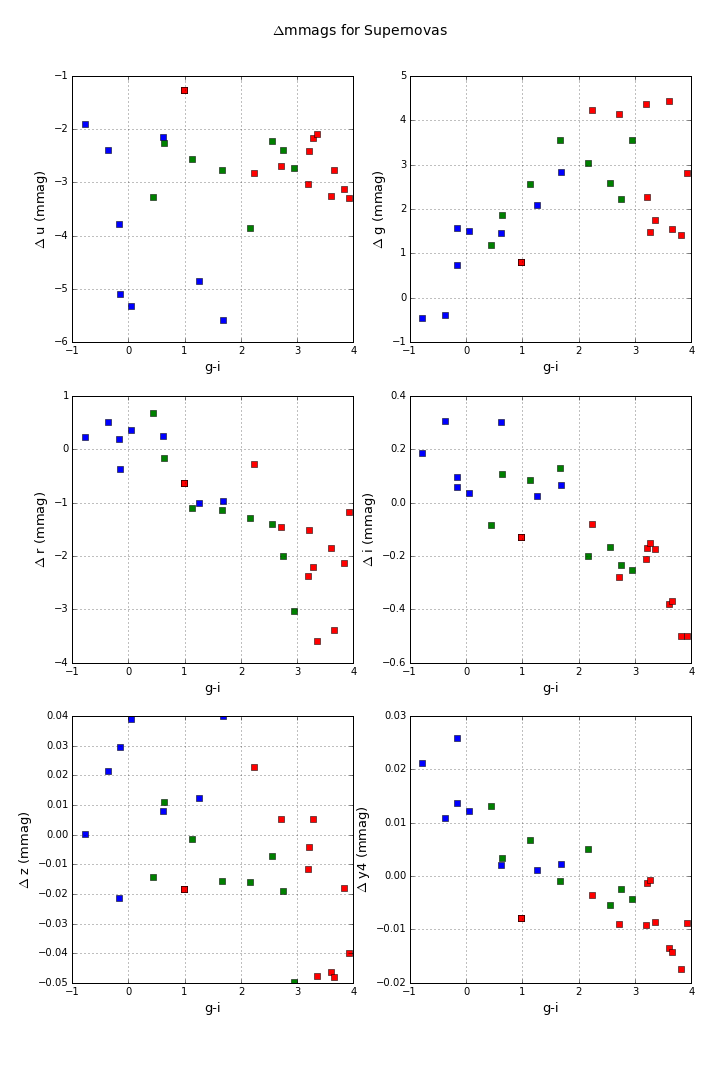 Δmmags for Supernovas
−1
−2
−3
−4
−5
−6
Δ u (mmag)
−1 0 1 2 3 4
g-i
5
4
3
2
1
0
−1
Δ g (mmag)
−1 0 1 2 3 4
g-i
1
0
−1
−2
−3
−4
Δ r (mmag)
−1 0 1 2 3 4
g-i
0.4
0.2
0.0
−0.2
−0.4
−0.6
Δ i (mmag)
−1 0 1 2 3 4
g-i
0.04
0.03
0.02
0.01
0.00
−0.01
−0.02
−0.03
−0.04
−0.05
Δ z (mmag)
−1 0 1 2 3 4
g-i
0.03
0.02
0.01
0.00
−0.01
−0.02
Δ y4 (mmag)
−1 0 1 2 3 4
g-i